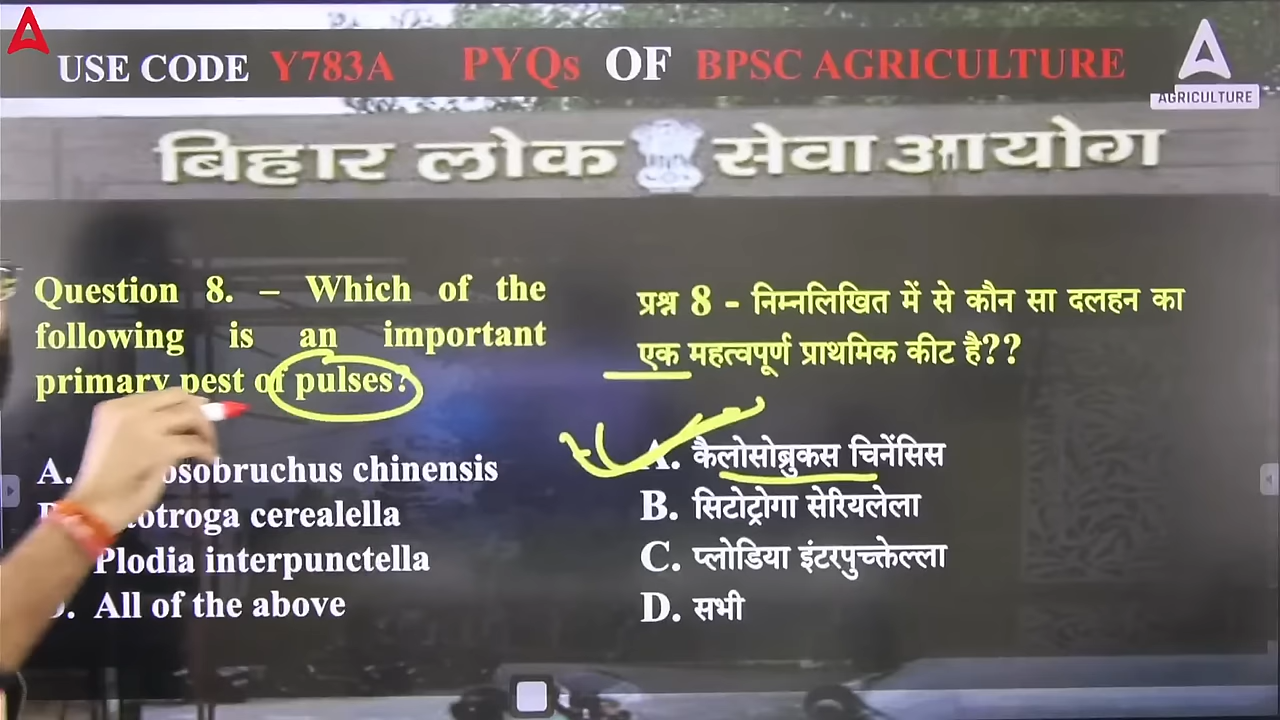 USE CODE Y783A PYQs OF BPSC AGRICULTURE
AGRICULTURE
बिहार लोक सेवा आयोग
Question 8. – Which of the
following is an important
primary pest of pulses?
A. osobruchus chinensis
totroga cerealella
Plodia interpunctella
D. All of the above
प्रश्न 8 - निम्नलिखित में से कौन सा दलहन का
एक महत्वपूर्ण प्राथमिक कीट है??
A. कैलोसोब्रुकस चिनेंसिस
B. सिटोट्रोगा सेरियलेला
C. प्लोडिया इंटरपुच्क्तेल्ला
D. सभी